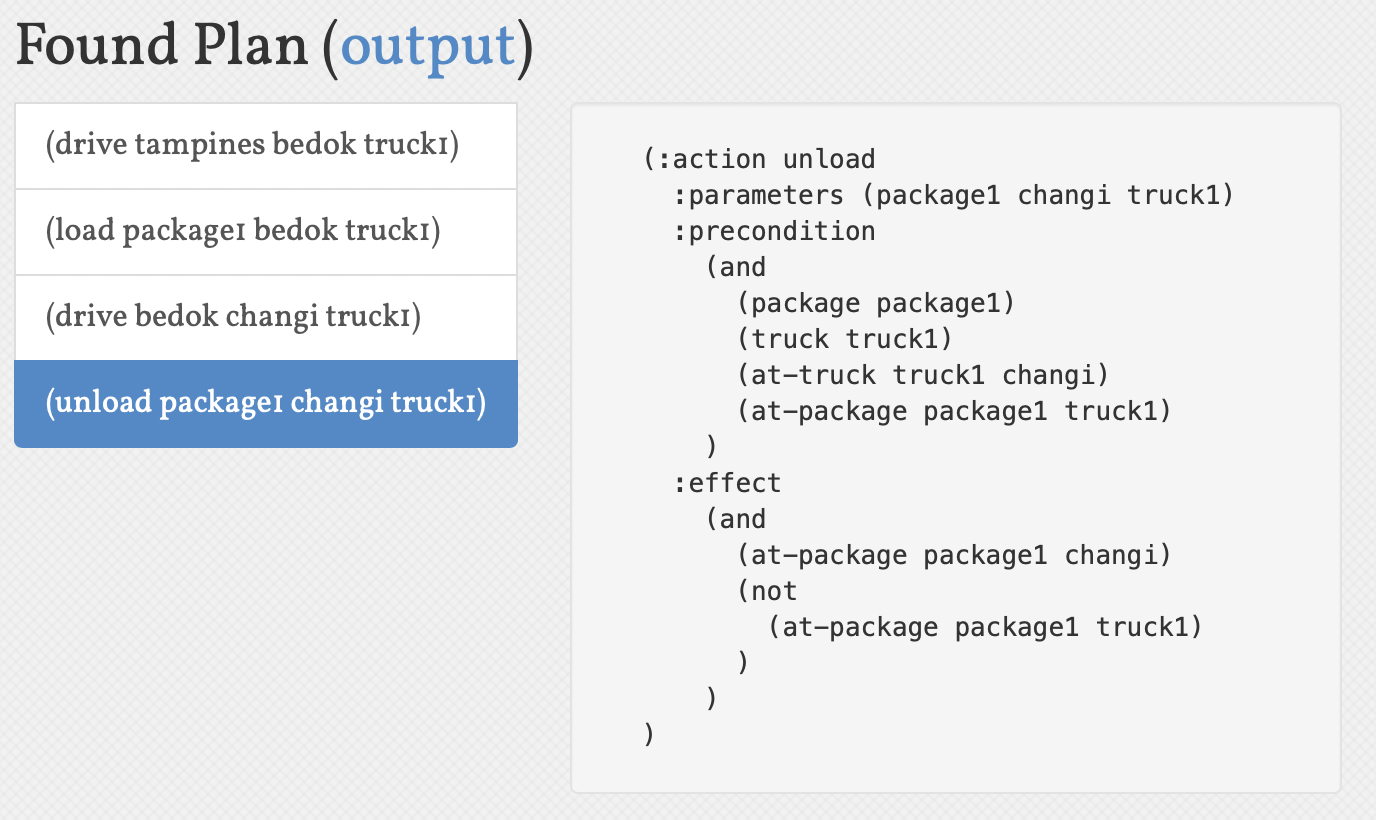 Found Plan (output)
(drive tampines bedok truck1)
(load package1 bedok truck1)
(drive bedok changi truck1)
(unload package1 changi truck1)
(:action unload
:parameters (package1 changi truck1)
:precondition
(and
(package package1)
(truck truck1)
(at-truck truck1 changi)
(at-package package1 truck1)
)
:effect
(and
(at-package package1 changi)
(not
(at-package package1 truck1)
)
)
)